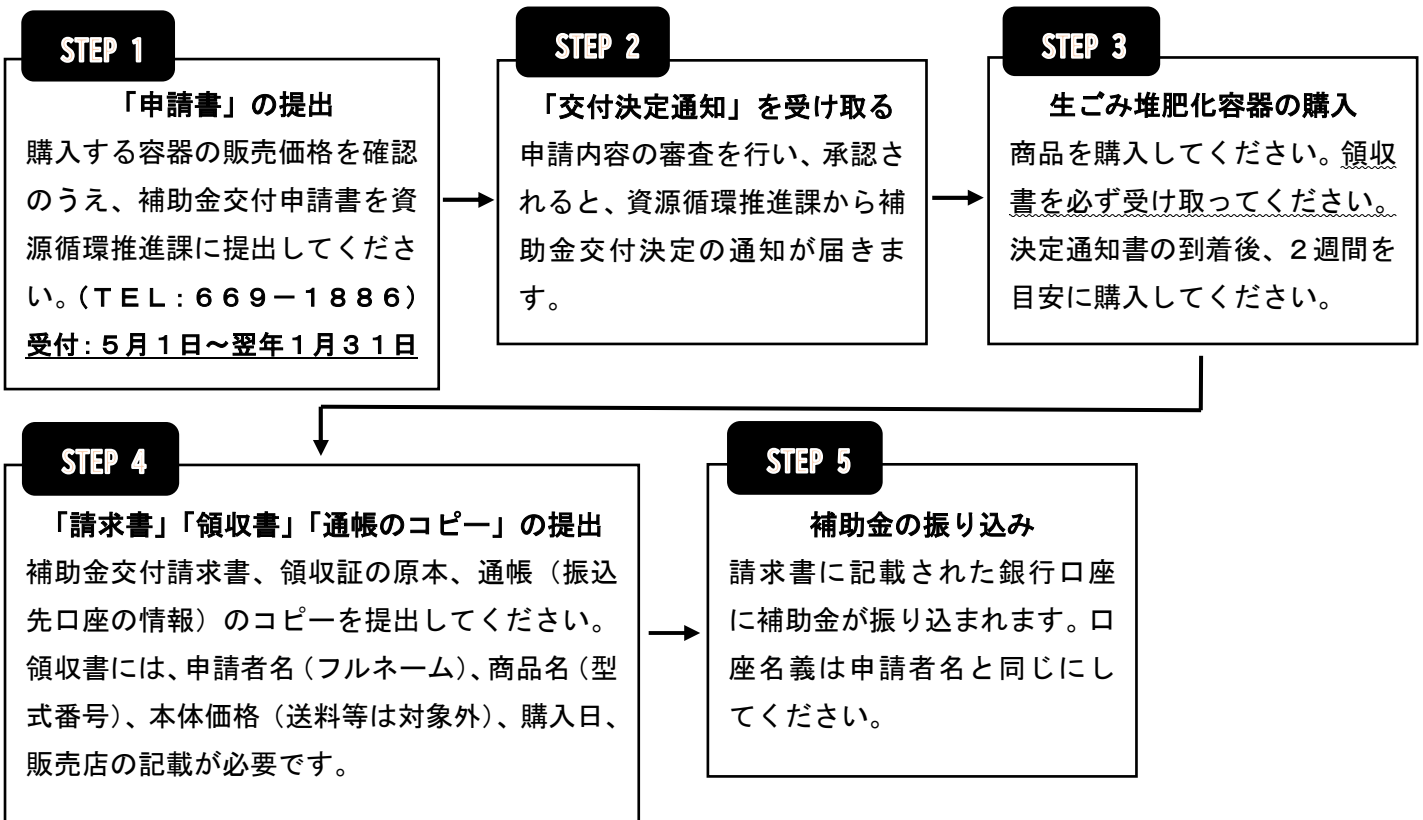 STEP 1
「申請書」の提出
購入する容器の販売価格を確認
のうえ、補助金交付申請書を資
源循環推進課に提出してくださ
い。（ＴＥＬ：６６９－１８８６）
受付：５月１日～翌年１月３１日
STEP 2
「交付決定通知」を受け取る
申請内容の審査を行い、承認さ
れると、資源循環推進課から補
助金交付決定の通知が届きま
す。
STEP 3
生ごみ堆肥化容器の購入
商品を購入してください。領収
書を必ず受け取ってください。
決定通知書の到着後、２週間を
目安に購入してください。
STEP 4
「請求書」「領収書」「通帳のコピー」の提出
補助金交付請求書、領収証の原本、通帳（振込
先口座の情報）のコピーを提出してください。
領収書には、申請者名（フルネーム）、商品名（型
式番号）、本体価格（送料等は対象外）、購入日、
販売店の記載が必要です。
STEP 5
補助金の振り込み
請求書に記載された銀行口座
に補助金が振り込まれます。口
座名義は申請者名と同じにし
てください。